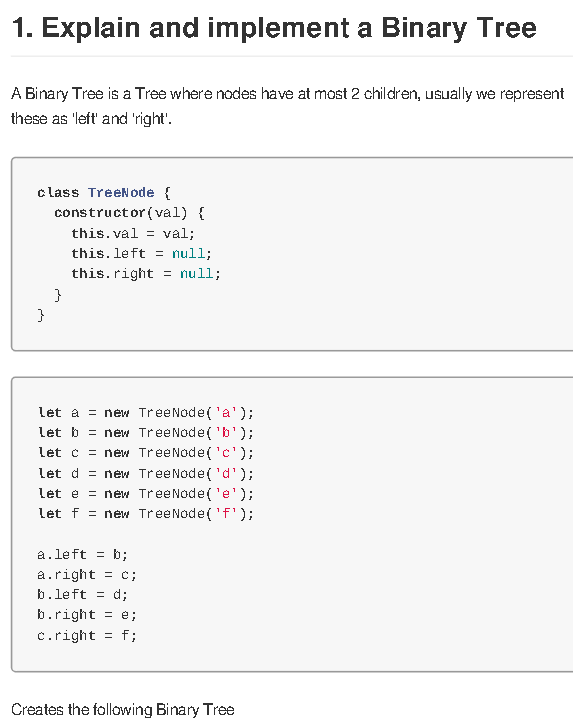 1. Explain and implement a Binary Tree
A Binary Tree is a Tree where nodes have at most 2 children, usually we represent
these as 'left' and 'right'.
class TreeNode {
  constructor(val) {
    this.val = val;
    this.left = null;
    this.right = null;
  }
}
let a = new TreeNode('a');
let b = new TreeNode('b');
let c = new TreeNode('c');
let d = new TreeNode('d');
let e = new TreeNode('e');
let f = new TreeNode('f');
a.left = b;
a.right = c;
b.left = d;
b.right = e;
c.right = f;
Creates the following Binary Tree